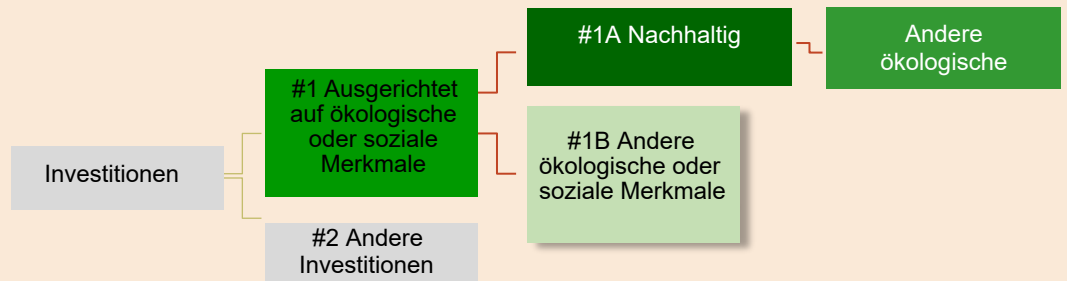 Investitionen
#1 Ausgerichtet
auf ökologische
oder soziale
Merkmale
#2 Andere
Investitionen
#1A Nachhaltig
#1B Andere
ökologische oder
soziale Merkmale
Andere
ökologische